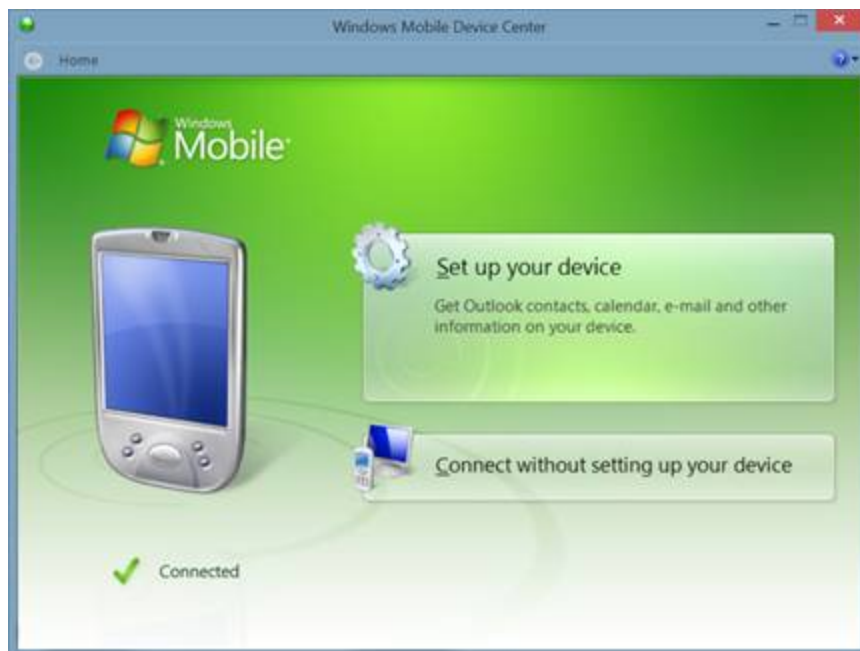 Windows Mobile Device Center
Home
Windows
Mobile
Set up your device
Get Outlook contacts, calendar, e-mail and other
information on your device.
Connect without setting up your device
Connected